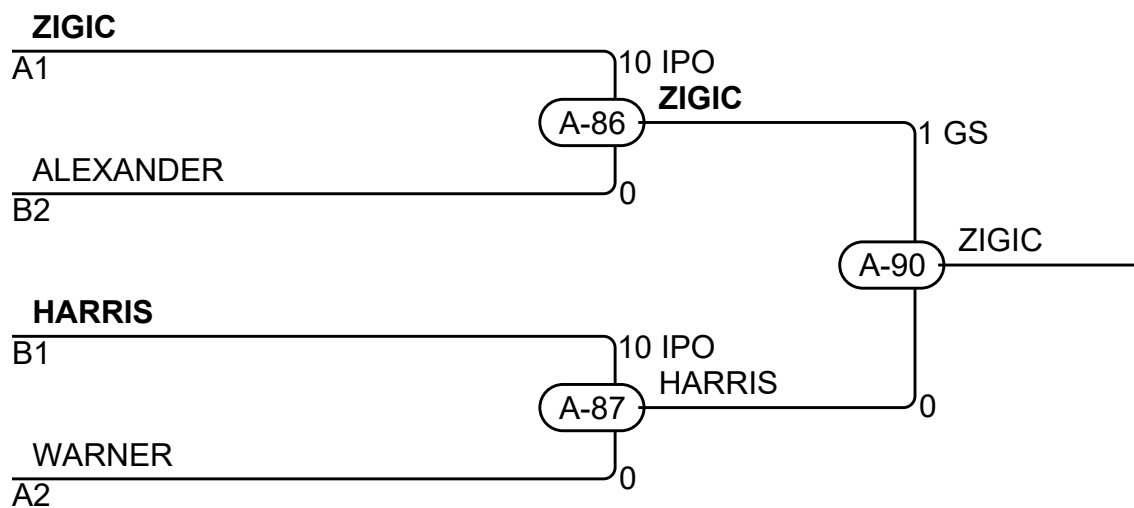 ZIGIC
A1
10 IPO
ZIGIC
A-86
1 GS
ALEXANDER
B2
0
ZIGIC
A-90
HARRIS
B1
10 IPO
HARRIS
A-87
0
WARNER
A2
0